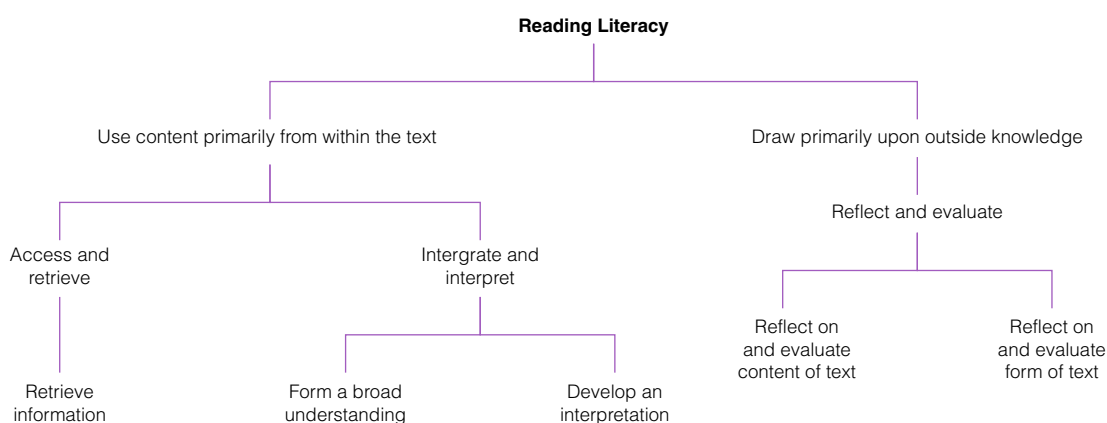 Reading Literacy
Use content primarily from within the text
Draw primarily upon outside knowledge
Reflect and evaluate
Access and
retrieve
Intergrate and
interpret
Reflect on
and evaluate
content of text
Reflect on
and evaluate
form of text
Retrieve
information
Form a broad
understanding
Develop an
interpretation